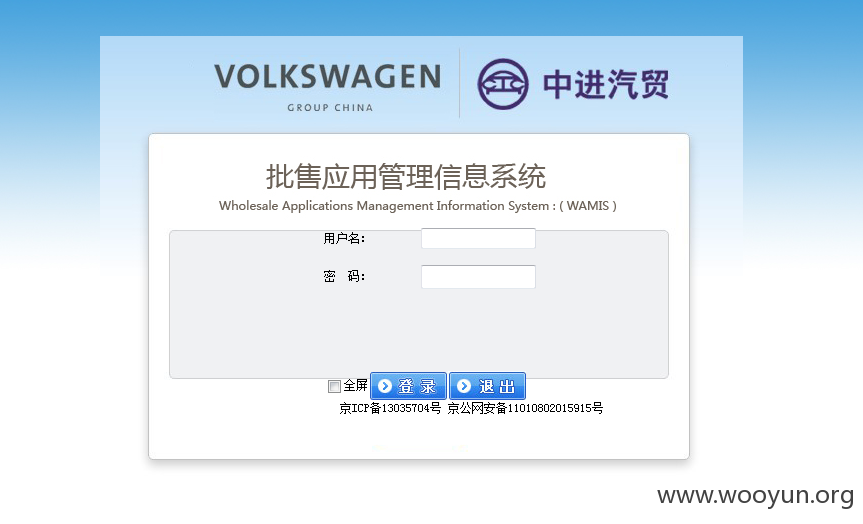 VOLKSWAGEN
GROUP CHINA
中进汽贸
批售应用管理信息系统
Wholesale Applications Management Information System : ( WAMIS )
用户名：
密 码：
全屏 登 录 退 出
京ICP备13035704号 京公网安备11010802015915号
www.wooyun.org